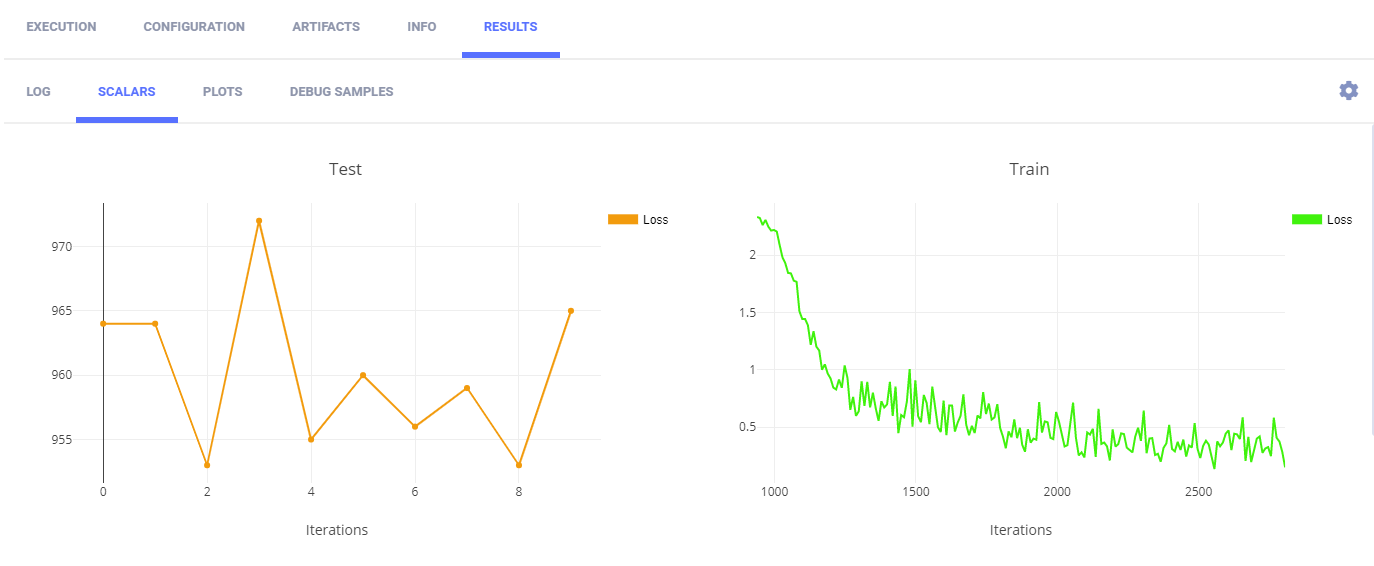 EXECUTION CONFIGURATION ARTIFACTS INFO RESULTS
LOG SCALARS PLOTS DEBUG SAMPLES
Test
Loss
970
965
960
955
0 2 4 6 8
Iterations
Train
Loss
2
1.5
1
0.5
1000 1500 2000 2500
Iterations